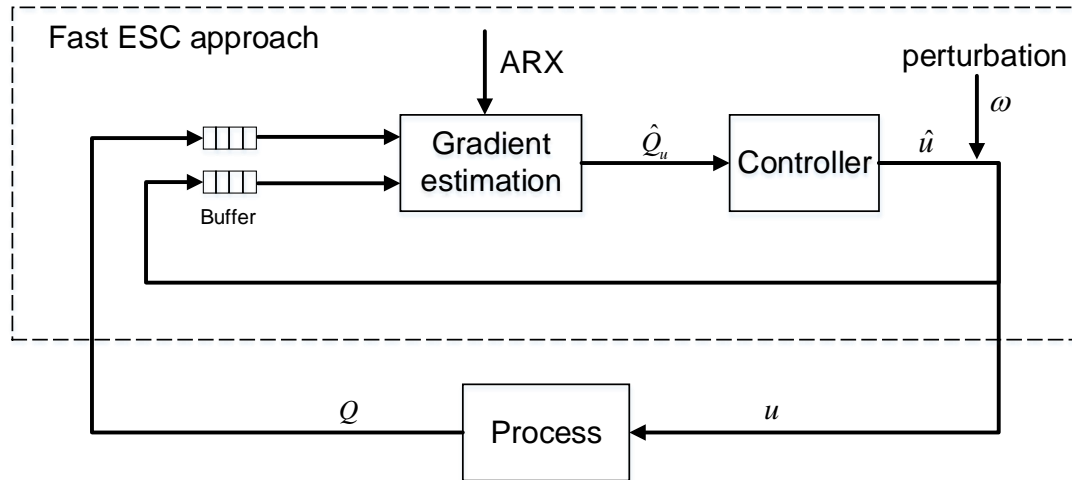 Fast ESC approach
ARX
perturbation
ω
Gradient
estimation
Q̂ᵤ
Controller
û
Buffer
Q
Process
u